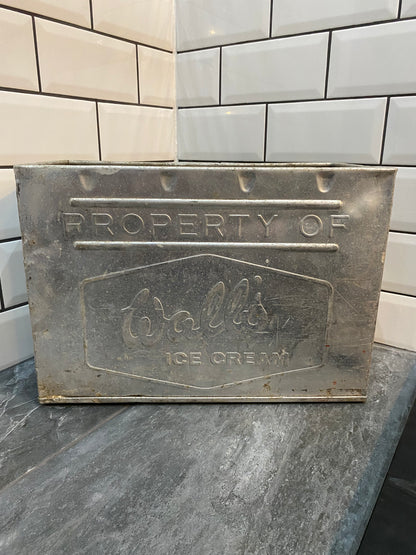 PROPERTY OF
Wall's
ICE CREAM